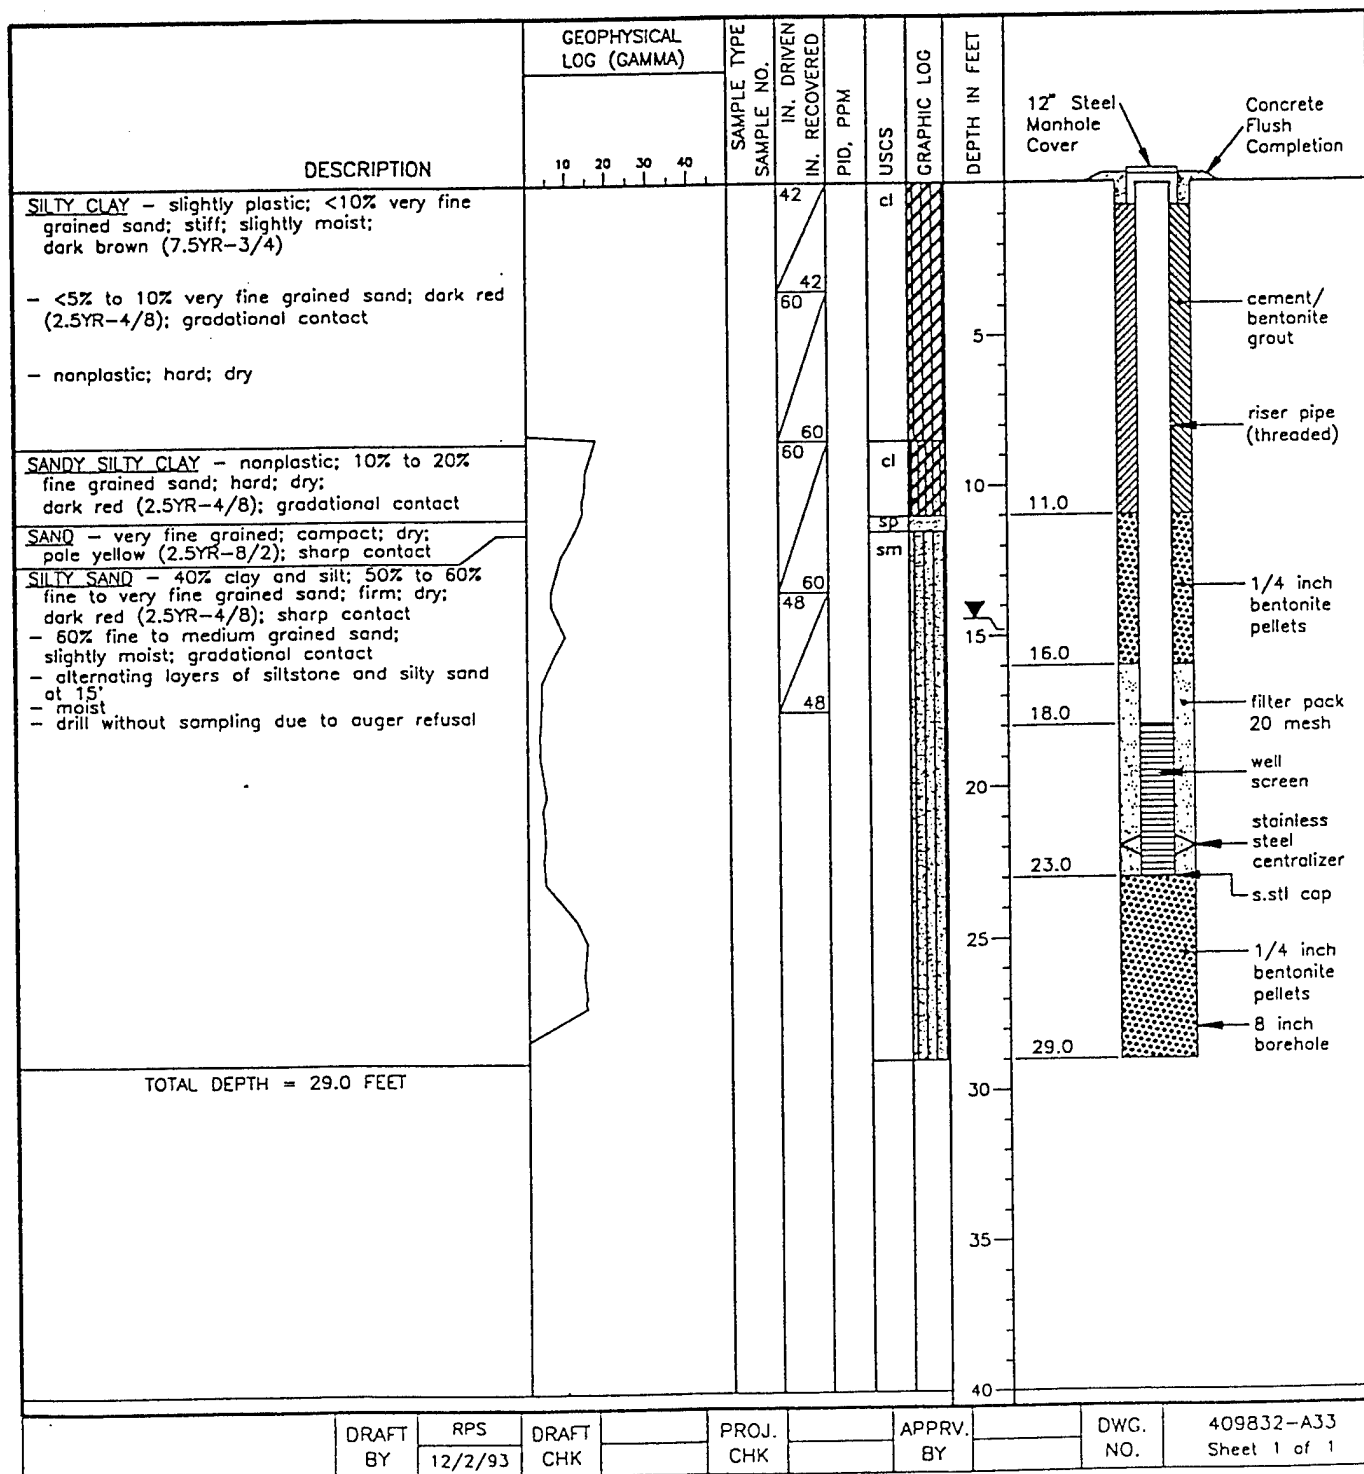 GEOPHYSICAL
LOG (GAMMA)
SAMPLE TYPE
SAMPLE NO.
IN. DRIVEN
IN. RECOVERED
PID, PPM
USCS
GRAPHIC LOG
DEPTH IN FEET
DESCRIPTION
10 20 30 40
12" Steel
Manhole
Cover
Concrete
Flush
Completion
SILTY CLAY – slightly plastic; <10% very fine
grained sand; stiff; slightly moist;
dark brown (7.5YR–3/4)
– <5% to 10% very fine grained sand; dark red
(2.5YR–4/8); gradational contact
– nonplastic; hard; dry
SANDY SILTY CLAY – nonplastic; 10% to 20%
fine grained sand; hard; dry;
dark red (2.5YR–4/8); gradational contact
SAND – very fine grained; compact; dry;
pale yellow (2.5YR–8/2); sharp contact
SILTY SAND – 40% clay and silt; 50% to 60%
fine to very fine grained sand; firm; dry;
dark red (2.5YR–4/8); sharp contact
– 60% fine to medium grained sand;
slightly moist; gradational contact
– alternating layers of siltstone and silty sand
at 15'
– moist
– drill without sampling due to auger refusal
TOTAL DEPTH = 29.0 FEET
42
42
60
60
60
60
48
48
cl
cl
sp
sm
5
10
15
20
25
30
35
40
11.0
16.0
18.0
23.0
29.0
cement/
bentonite
grout
riser pipe
(threaded)
1/4 inch
bentonite
pellets
filter pack
20 mesh
well
screen
stainless
steel
centralizer
s.stl cap
1/4 inch
bentonite
pellets
8 inch
borehole
DRAFT
BY
RPS
12/2/93
DRAFT
CHK
PROJ.
CHK
APPRV.
BY
DWG.
NO.
409832–A33
Sheet 1 of 1